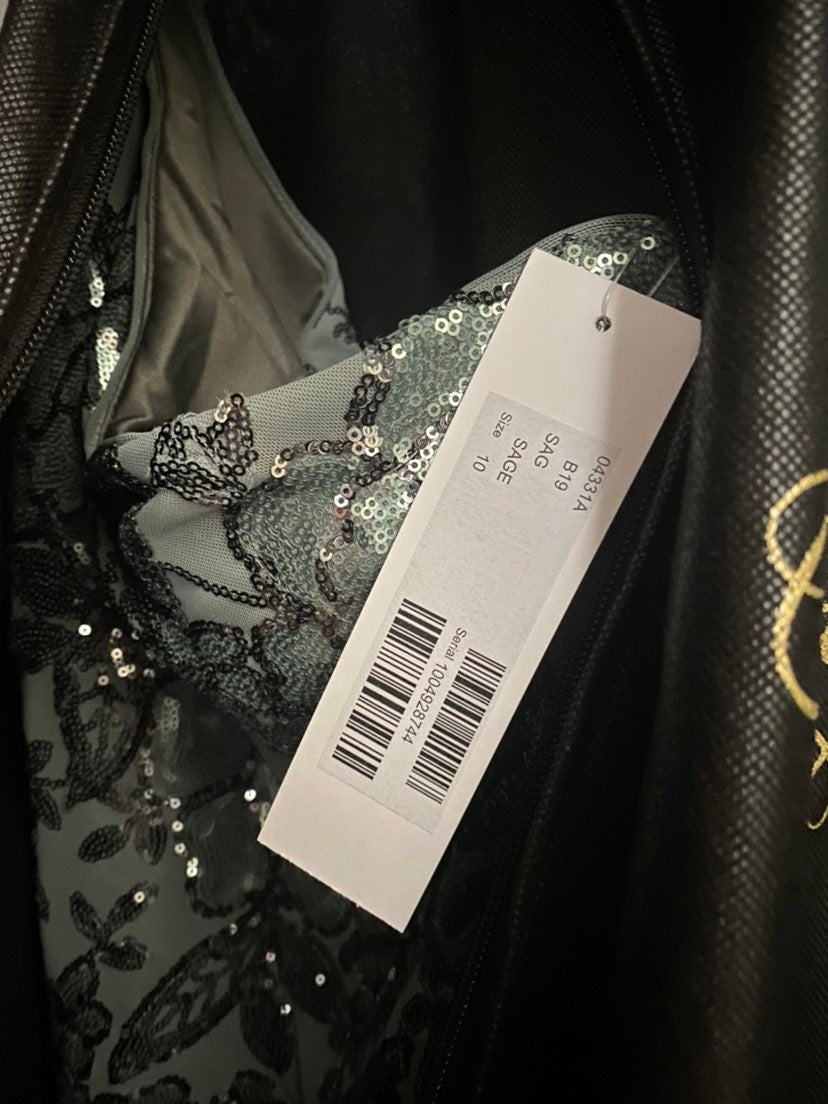 04331A
B19
SAG SAGE
Size 10
Serial 1004928744